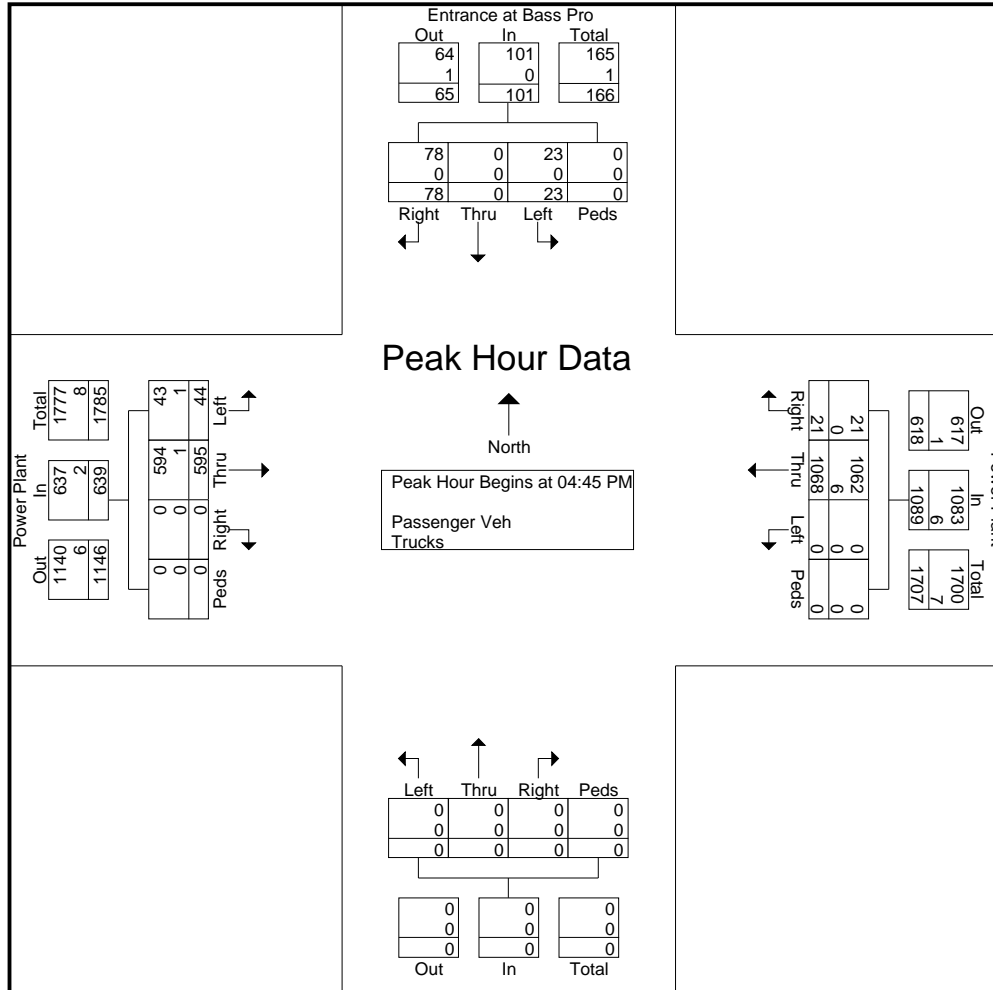 Entrance at Bass Pro
Out In Total
64 101 165
1 0 1
65 101 166
78 0 23 0
0 0 0 0
78 0 23 0
Right Thru Left Peds
Peak Hour Data
North
Peak Hour Begins at 04:45 PM
Passenger Veh
Trucks
Power Plant
Out In Total
1140 637 1777
6 2 8
1146 639 1785
Peds Right Thru Left
0 0 594 43
0 0 1 1
0 0 595 44
Out In Total
617 1083 1700
1 6 7
618 1089 1707
21 1062 0 0
0 6 0 0
21 1068 0 0
Right Thru Left Peds
Left Thru Right Peds
0 0 0 0
0 0 0 0
0 0 0 0
0 0 0
0 0 0
0 0 0
Out In Total